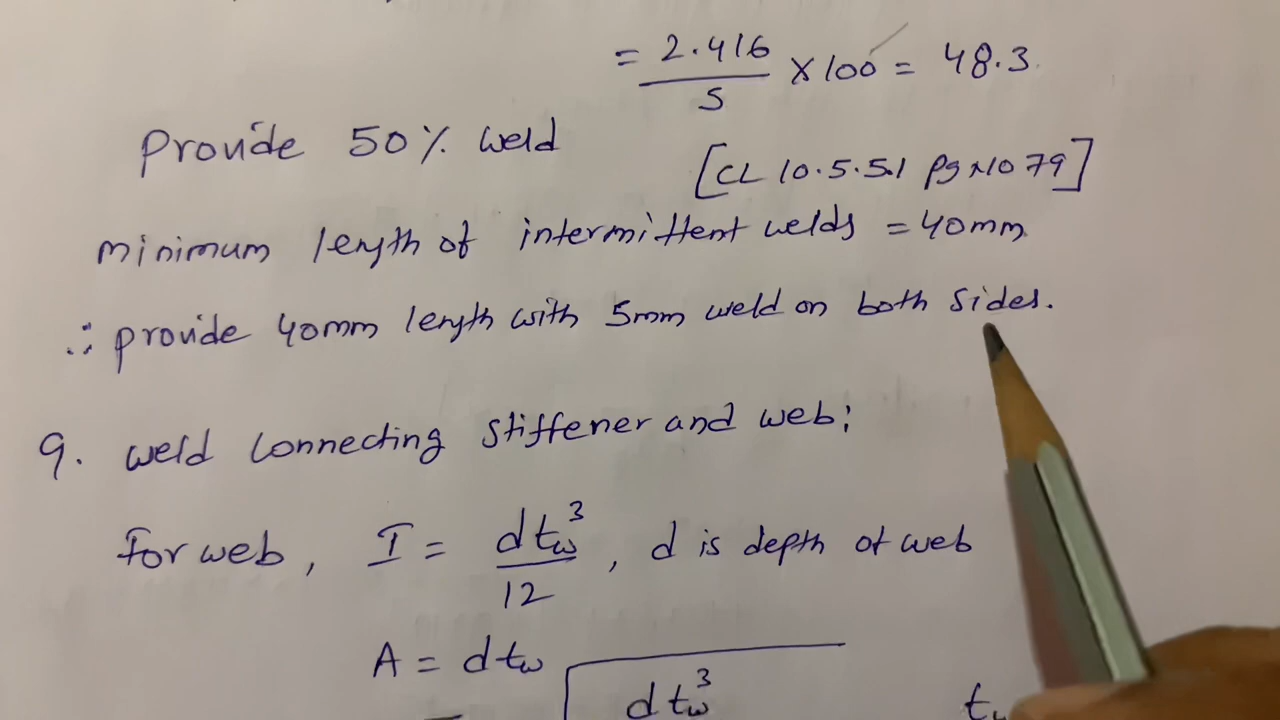 = 2.416/5 × 100 = 48.3
Provide 50% weld
[CL 10.5.5.1 pg no 79]
minimum length of intermittent welds = 40mm
∴ provide 40mm length with 5mm weld on both sides.
9. weld connecting stiffener and web:
For web, I = dtw³/12, d is depth of web
A = dtw
dtw³